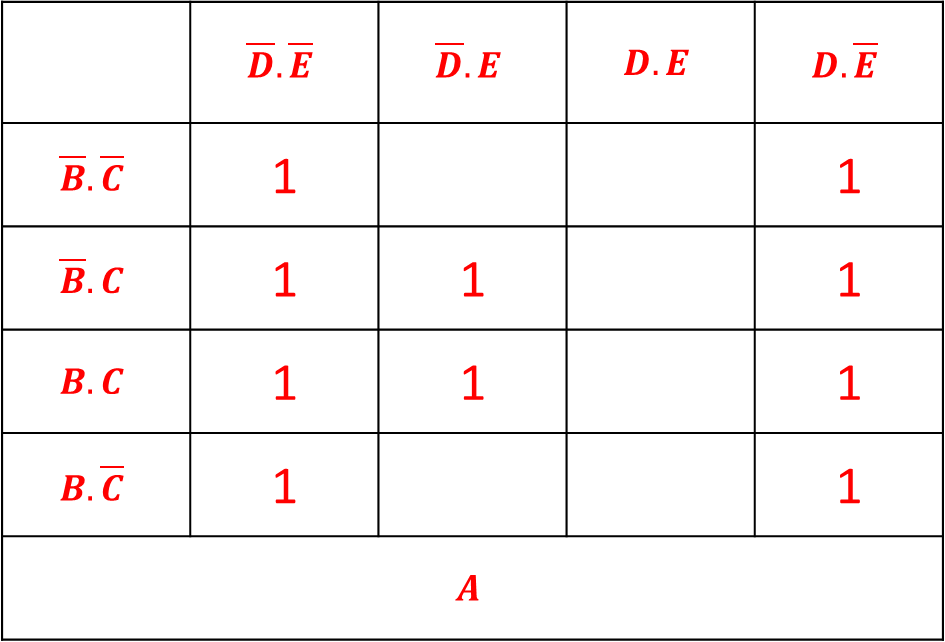 D̅.E̅ D̅.E D.E D.E̅
B̅.C̅ 1 1
B̅.C 1 1 1
B.C 1 1 1
B.C̅ 1 1
A